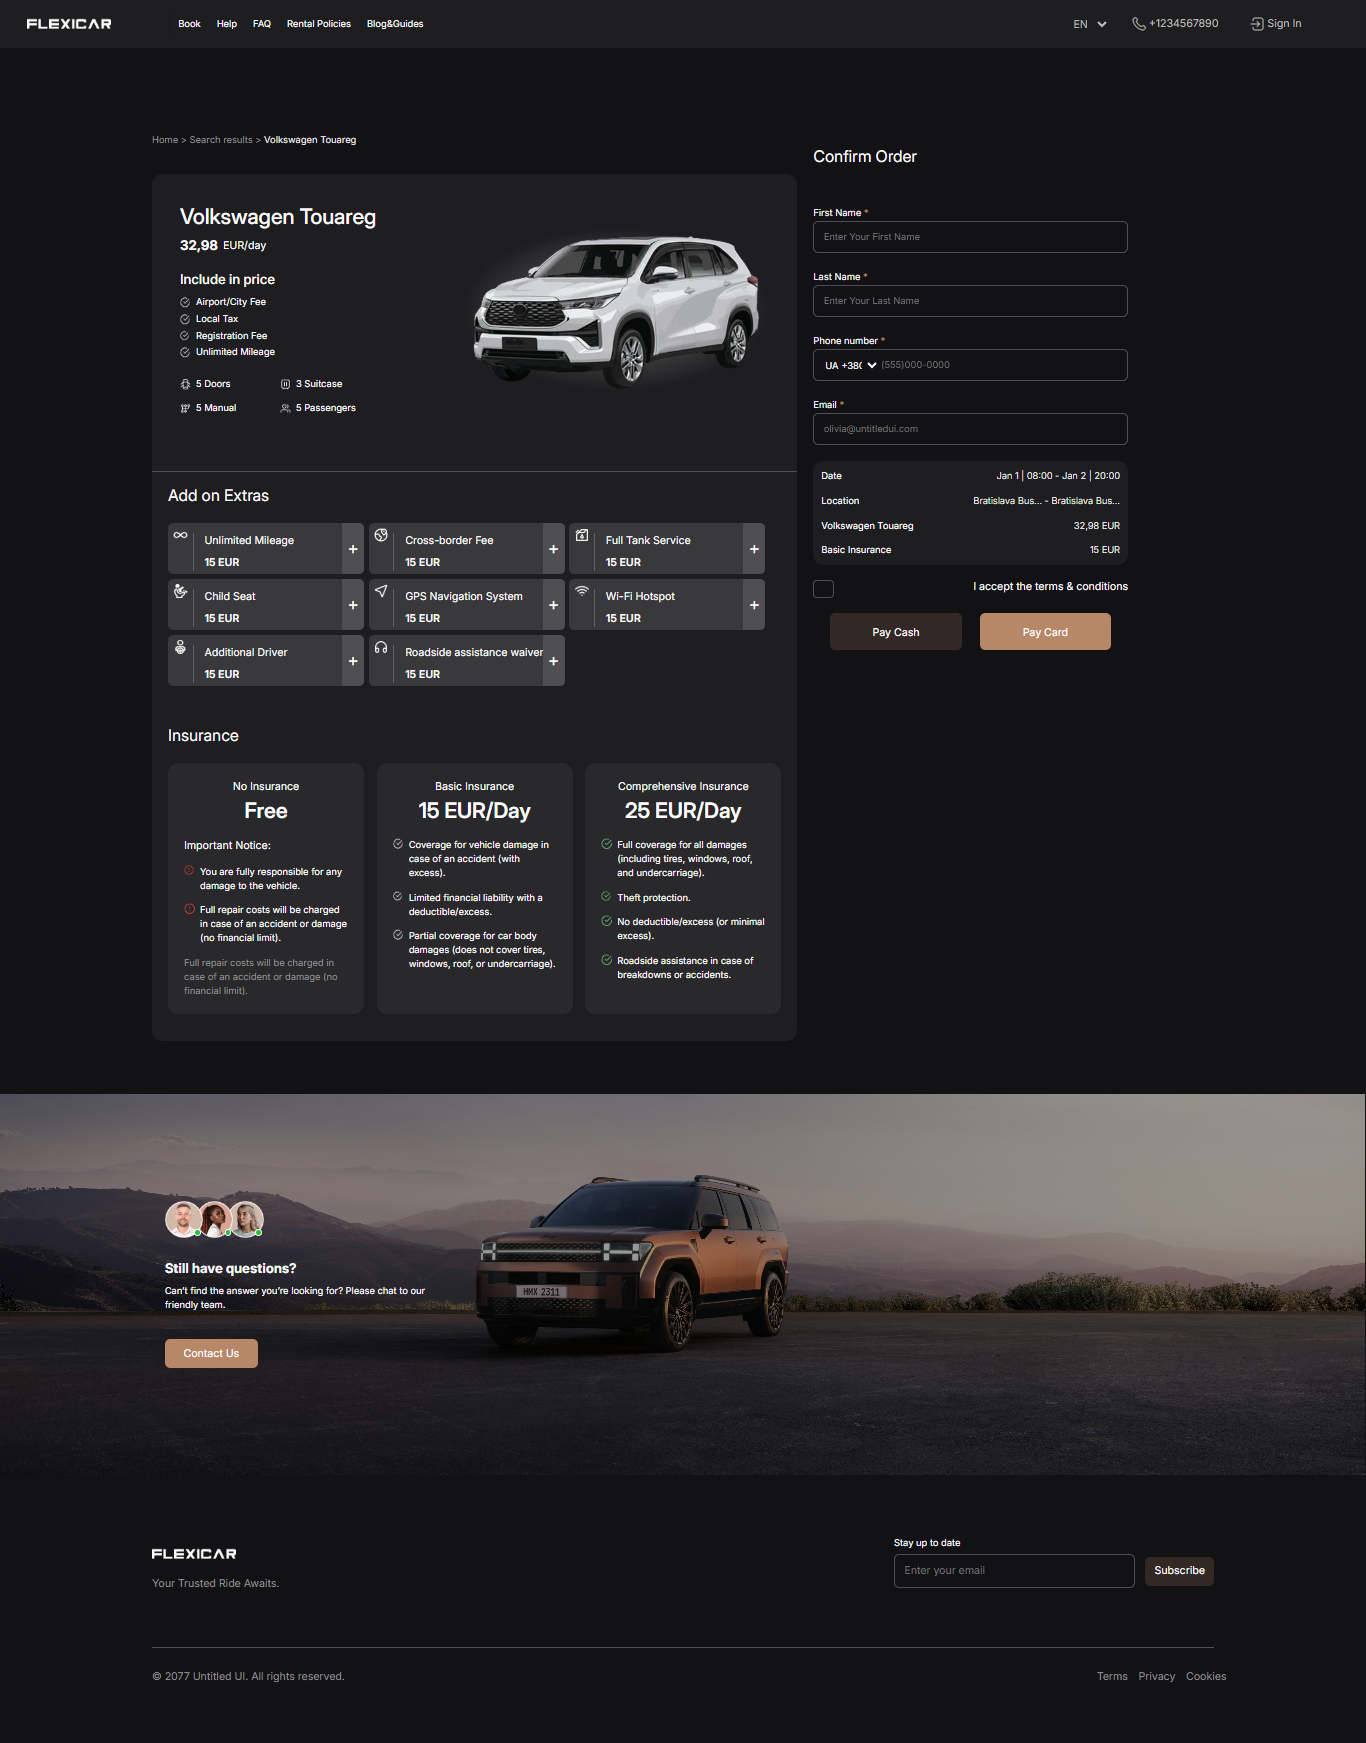 FLEXICAR
Book Help FAQ Rental Policies Blog&Guides
EN +1234567890 Sign In
Home > Search results > Volkswagen Touareg
Volkswagen Touareg
32,98 EUR/day
Include in price
Airport/City Fee
Local Tax
Registration Fee
Unlimited Mileage
5 Doors 3 Suitcase
5 Manual 5 Passengers
Add on Extras
Unlimited Mileage
15 EUR
+
Cross-border Fee
15 EUR
+
Full Tank Service
15 EUR
+
Child Seat
15 EUR
+
GPS Navigation System
15 EUR
+
Wi-Fi Hotspot
15 EUR
+
Additional Driver
15 EUR
+
Roadside assistance waiver
15 EUR
+
Insurance
No Insurance
Free
Important Notice:
You are fully responsible for any
damage to the vehicle.
Full repair costs will be charged
in case of an accident or damage
(no financial limit).
Full repair costs will be charged in
case of an accident or damage (no
financial limit).
Basic Insurance
15 EUR/Day
Coverage for vehicle damage in
case of an accident (with
excess).
Limited financial liability with a
deductible/excess.
Partial coverage for car body
damages (does not cover tires,
windows, roof, or undercarriage).
Comprehensive Insurance
25 EUR/Day
Full coverage for all damages
(including tires, windows, roof,
and undercarriage).
Theft protection.
No deductible/excess (or minimal
excess).
Roadside assistance in case of
breakdowns or accidents.
Confirm Order
First Name *
Enter Your First Name
Last Name *
Enter Your Last Name
Phone number *
UA +380 (555)000-0000
Email *
olivia@untitledui.com
Date Jan 1 | 08:00 - Jan 2 | 20:00
Location Bratislava Bus... - Bratislava Bus...
Volkswagen Touareg 32,98 EUR
Basic Insurance 15 EUR
I accept the terms & conditions
Pay Cash Pay Card
HMX 2311
Still have questions?
Can't find the answer you're looking for? Please chat to our
friendly team.
Contact Us
FLEXICAR
Your Trusted Ride Awaits.
Stay up to date
Enter your email Subscribe
© 2077 Untitled UI. All rights reserved.
Terms Privacy Cookies